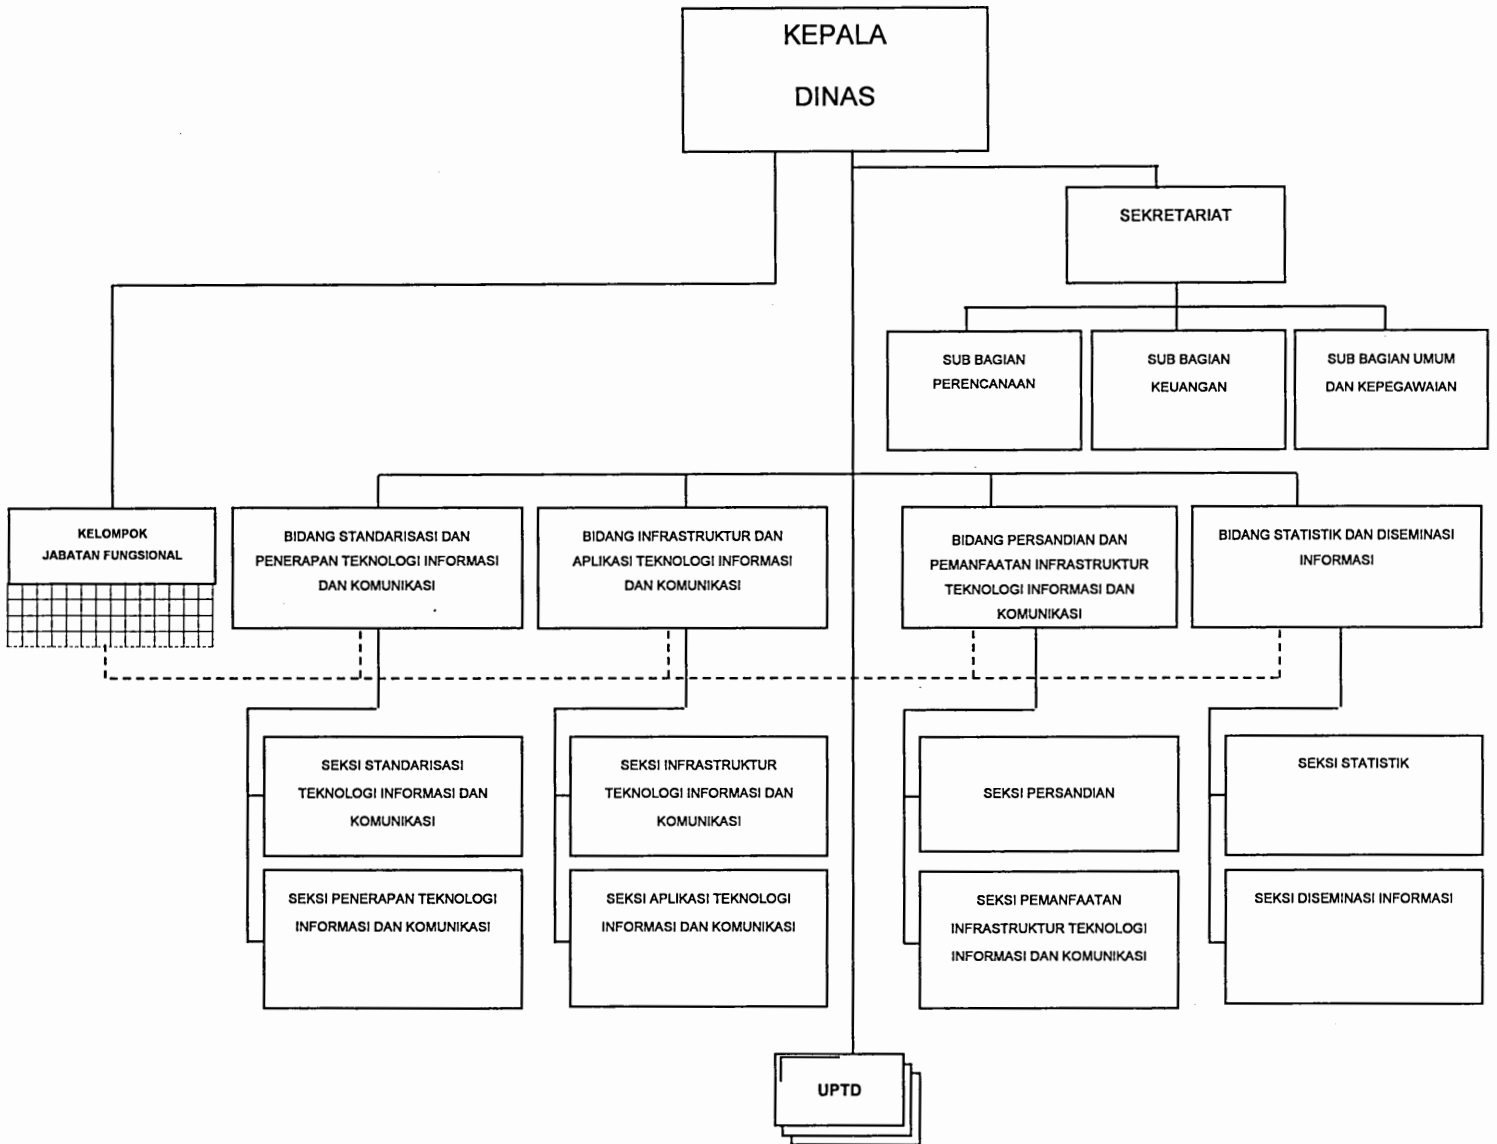 KEPALA
DINAS
SEKRETARIAT
SUB BAGIAN
PERENCANAAN
SUB BAGIAN
KEUANGAN
SUB BAGIAN UMUM
DAN KEPEGAWAIAN
KELOMPOK
JABATAN FUNGSIONAL
BIDANG STANDARISASI DAN
PENERAPAN TEKNOLOGI INFORMASI
DAN KOMUNIKASI
BIDANG INFRASTRUKTUR DAN
APLIKASI TEKNOLOGI INFORMASI
DAN KOMUNIKASI
BIDANG PERSANDIAN DAN
PEMANFAATAN INFRASTRUKTUR
TEKNOLOGI INFORMASI DAN
KOMUNIKASI
BIDANG STATISTIK DAN DISEMINASI
INFORMASI
SEKSI STANDARISASI
TEKNOLOGI INFORMASI DAN
KOMUNIKASI
SEKSI INFRASTRUKTUR
TEKNOLOGI INFORMASI DAN
KOMUNIKASI
SEKSI PERSANDIAN
SEKSI STATISTIK
SEKSI PENERAPAN TEKNOLOGI
INFORMASI DAN KOMUNIKASI
SEKSI APLIKASI TEKNOLOGI
INFORMASI DAN KOMUNIKASI
SEKSI PEMANFAATAN
INFRASTRUKTUR TEKNOLOGI
INFORMASI DAN KOMUNIKASI
SEKSI DISEMINASI INFORMASI
UPTD